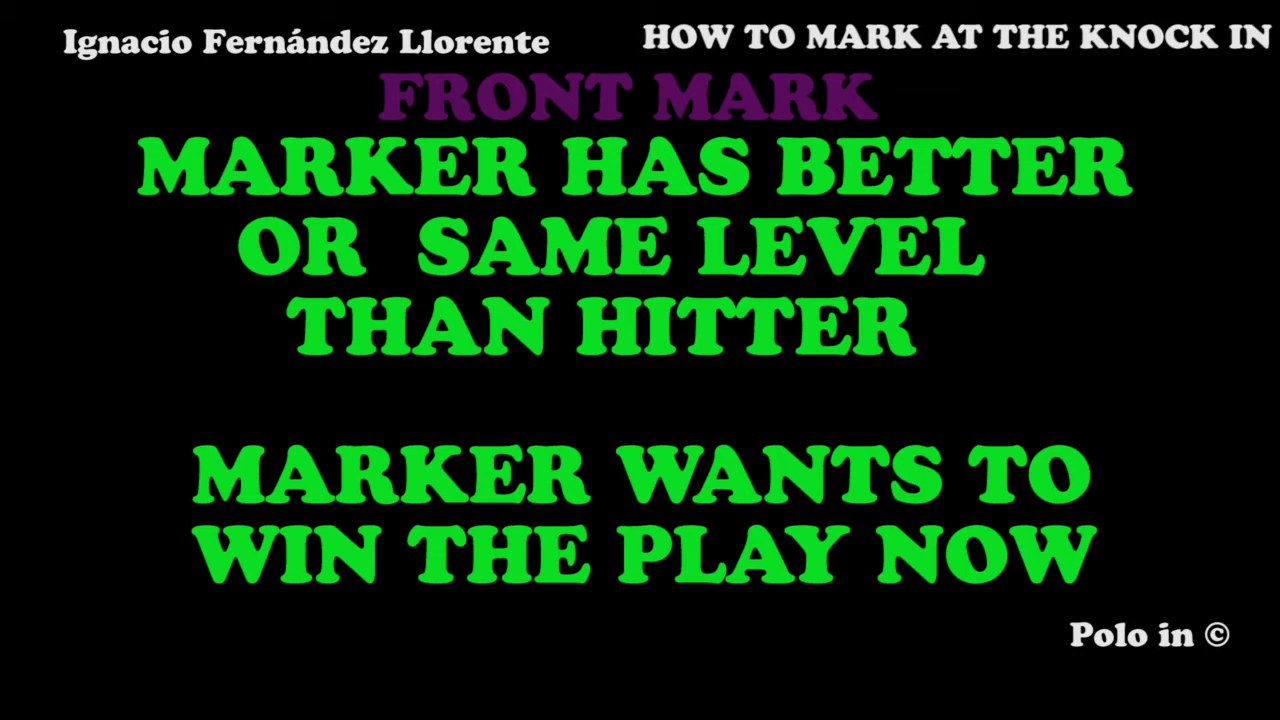 Ignacio Fernández Llorente
HOW TO MARK AT THE KNOCK IN
FRONT MARK
MARKER HAS BETTER
OR SAME LEVEL
THAN HITTER
MARKER WANTS TO
WIN THE PLAY NOW
Polo in ©